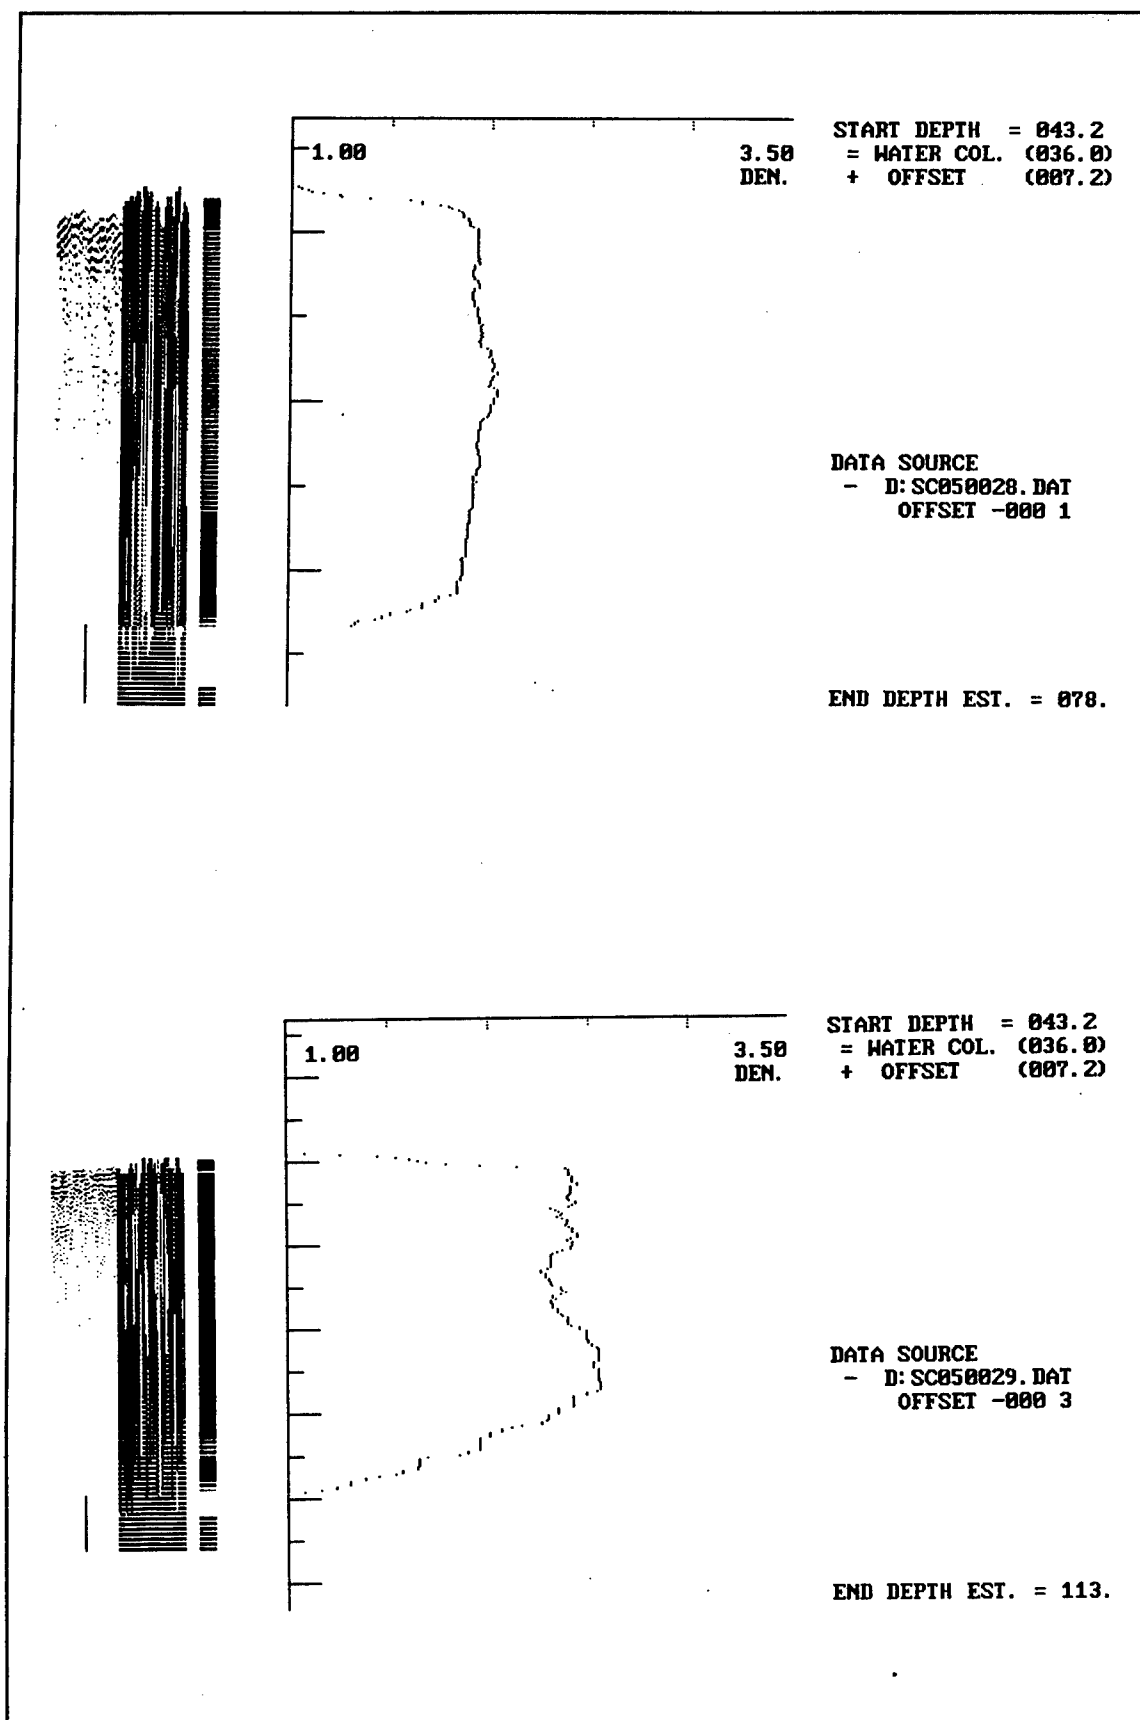 1.00
3.50
DEN.
START DEPTH = 043.2
= WATER COL. (036.0)
+ OFFSET (007.2)
DATA SOURCE
- D:SC050028.DAT
OFFSET -000 1
END DEPTH EST. = 078.
1.00
3.50
DEN.
START DEPTH = 043.2
= WATER COL. (036.0)
+ OFFSET (007.2)
DATA SOURCE
- D:SC050029.DAT
OFFSET -000 3
END DEPTH EST. = 113.